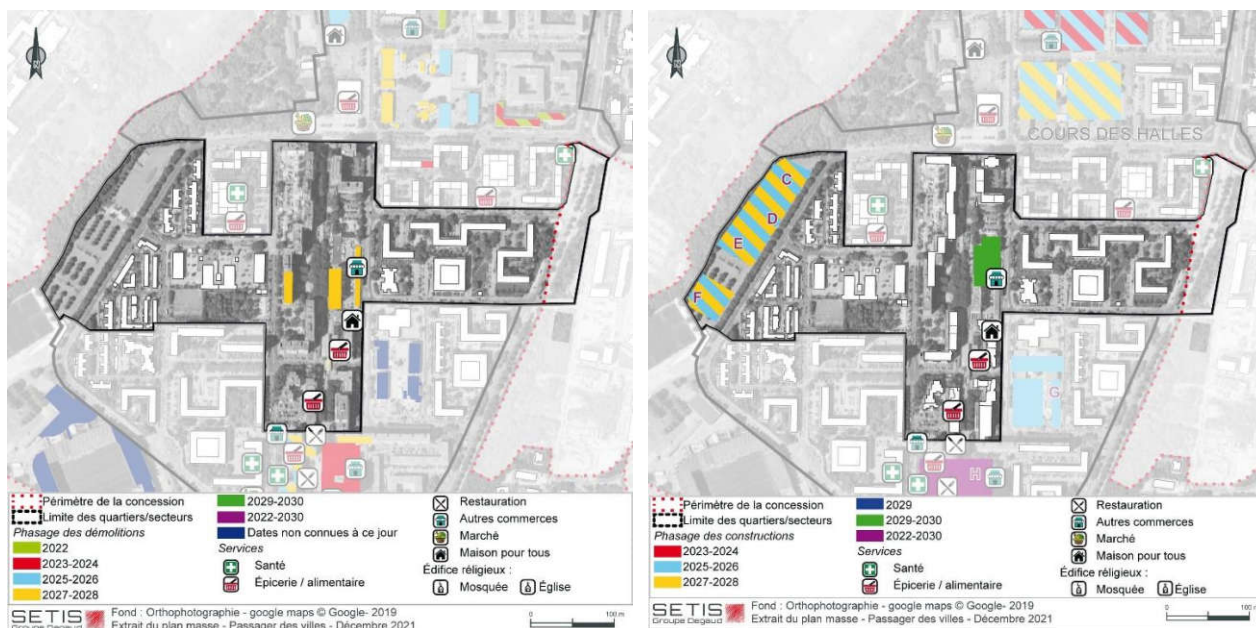 Périmètre de la concession
Limite des quartiers/secteurs
Phasage des démolitions
2022
2023-2024
2025-2026
2027-2028
2029-2030
2022-2030
Dates non connues à ce jour
Services
Santé
Épicerie / alimentaire
Restauration
Autres commerces
Marché
Maison pour tous
Édifice réligieux :
Mosquée
Église
SETIS
Groupe Degaud
Fond : Orthophotographie - google maps © Google- 2019
Extrait du plan masse - Passager des villes - Décembre 2021
0 100 m
COURS DES HALLES
C
D
E
F
G
H
Périmètre de la concession
Limite des quartiers/secteurs
Phasage des constructions
2023-2024
2025-2026
2027-2028
2029
2029-2030
2022-2030
Services
Santé
Épicerie / alimentaire
Restauration
Autres commerces
Marché
Maison pour tous
Édifice réligieux :
Mosquée
Église
SETIS
Groupe Degaud
Fond : Orthophotographie - google maps © Google- 2019
Extrait du plan masse - Passager des villes - Décembre 2021
0 100 m